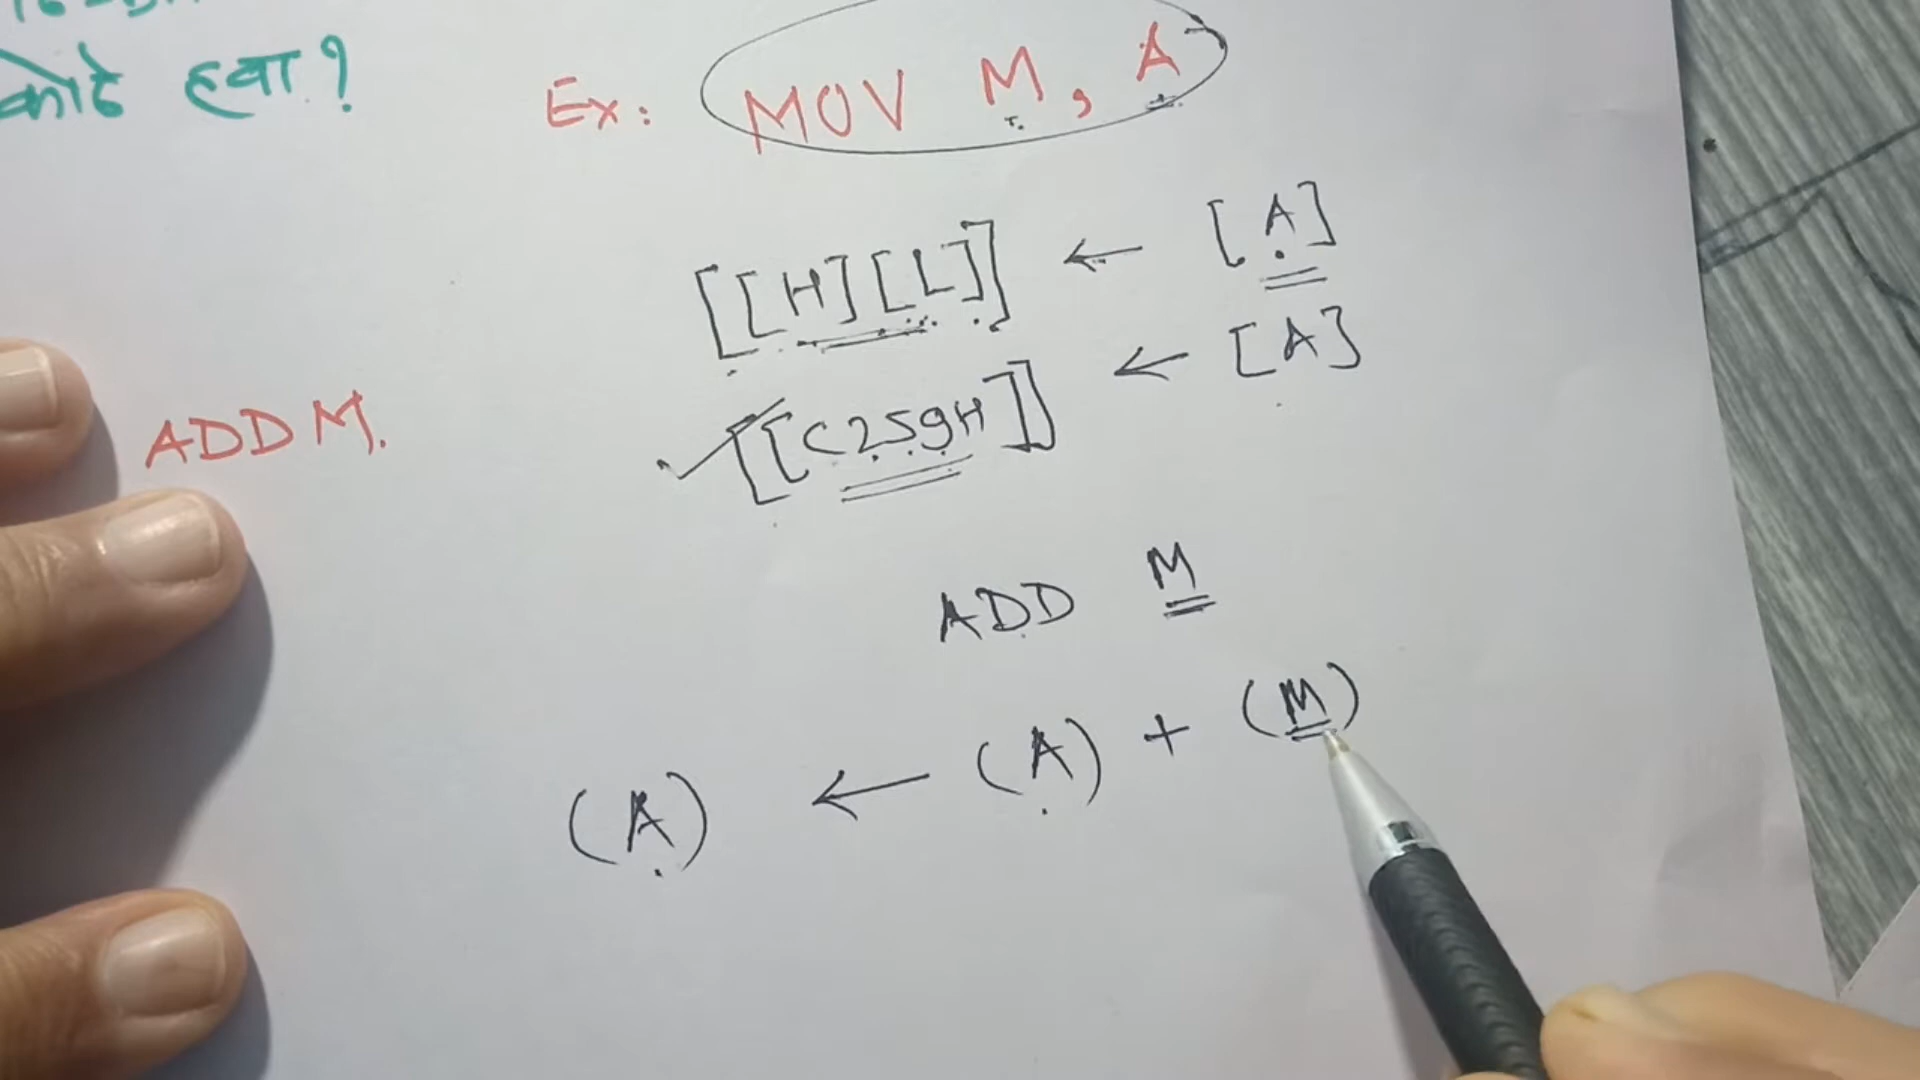 कोठे हवा?
Ex: MOV M, A
[[H][L]] ← [A]
[[C259H]] ← [A]
ADD M.
ADD M
(A) ← (A) + (M)